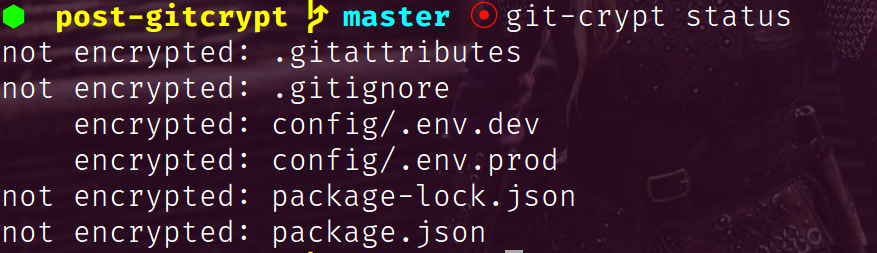 post-gitcrypt master git-crypt status
not encrypted: .gitattributes
not encrypted: .gitignore
    encrypted: config/.env.dev
    encrypted: config/.env.prod
not encrypted: package-lock.json
not encrypted: package.json